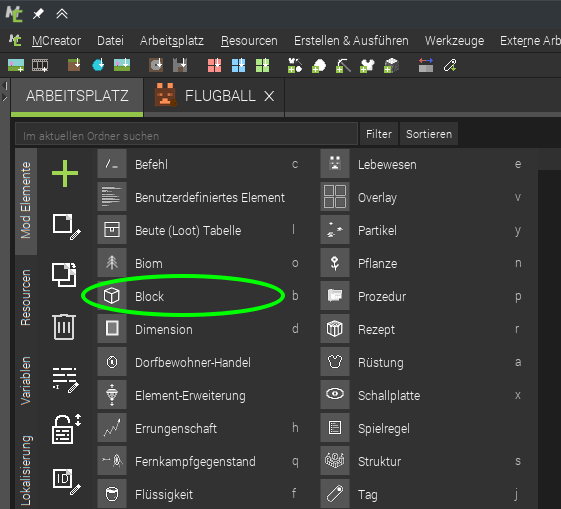 MCreator Datei Arbeitsplatz Resourcen Erstellen & Ausführen Werkzeuge Externe Arb
ARBEITSPLATZ FLUGBALL
Im aktuellen Ordner suchen Filter Sortieren
Mod Elemente
Resourcen
Variablen
Lokalisierung
Befehl c
Benutzerdefiniertes Element
Beute (Loot) Tabelle l
Biom o
Block b
Dimension d
Dorfbewohner-Handel
Element-Erweiterung
Errungenschaft h
Fernkampfgegenstand q
Flüssigkeit f
Lebewesen e
Overlay v
Partikel y
Pflanze n
Prozedur p
Rezept r
Rüstung a
Schallplatte x
Spielregel
Struktur s
Tag j
ID